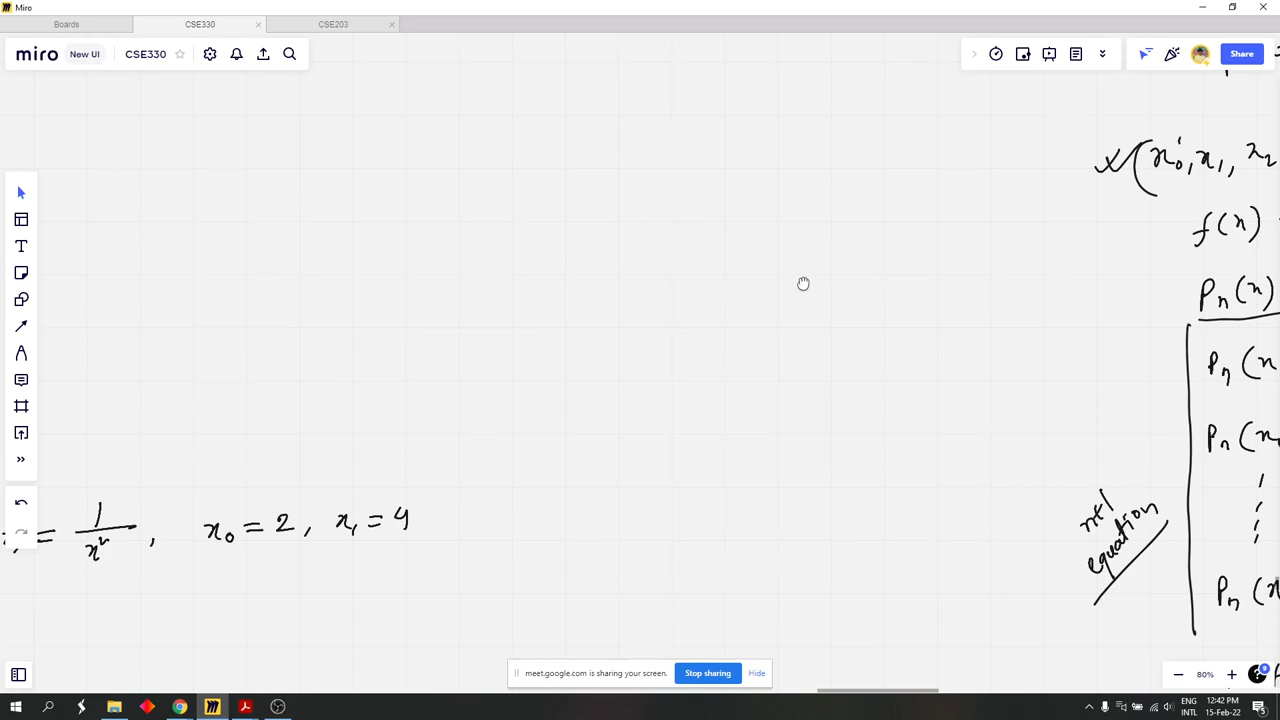 Miro
Boards
CSE330
CSE203
miro
New UI
CSE330
Share
(x₀, x₁, x₂
f(x)
Pₙ(x)
Pₙ(x
Pₙ(x
n+1
equation
= 1/x², x₀ = 2, x₁ = 4
Pₙ(x
meet.google.com is sharing your screen.
Stop sharing
Hide
80%
9
ENG
INTL
12:42 PM
15-Feb-22
5